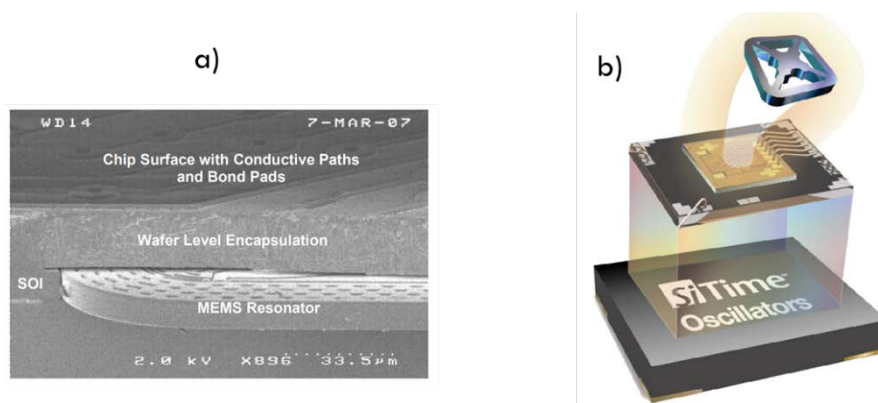 a)
WD14 7-MAR-07
Chip Surface with Conductive Paths
and Bond Pads
Wafer Level Encapsulation
SOI
MEMS Resonator
2.0 kV X896 33.5µm
b)
SiTime™
Oscillators